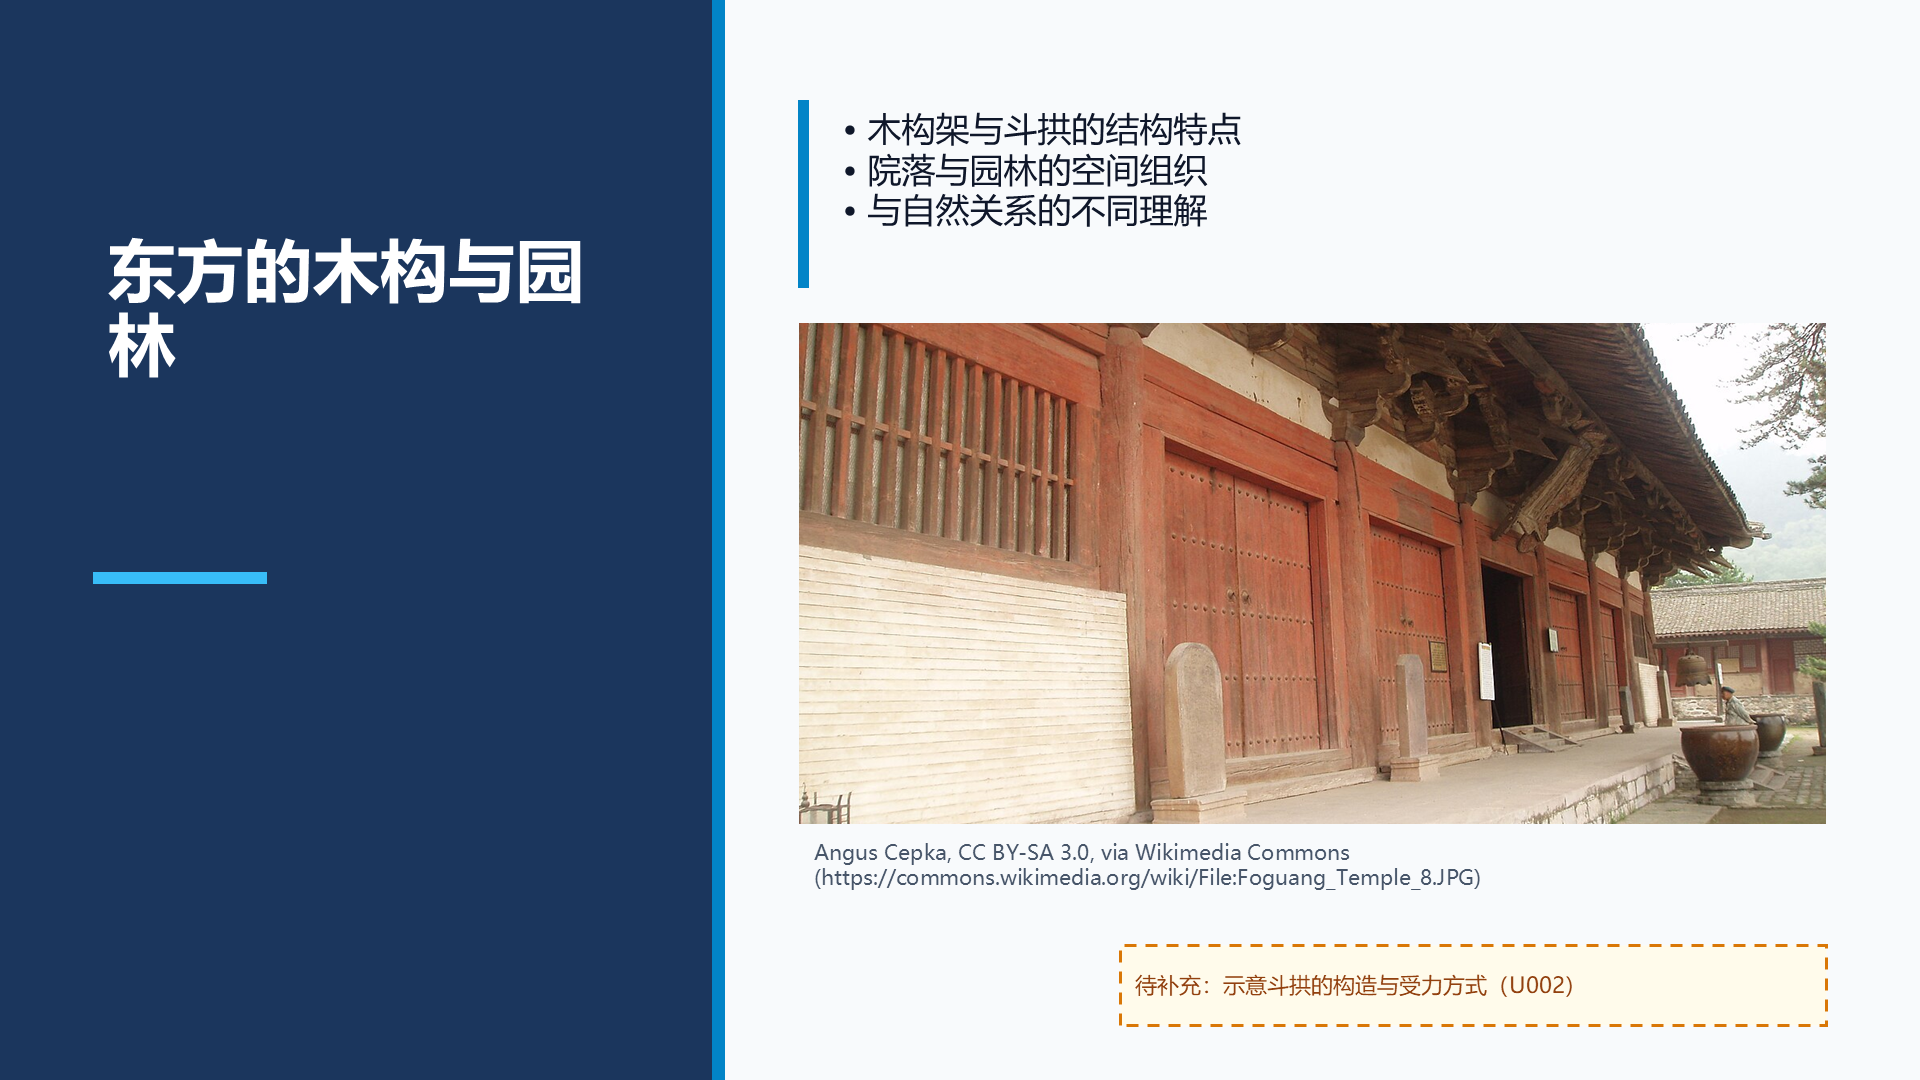 东方的木构与园
林
• 木构架与斗拱的结构特点
• 院落与园林的空间组织
• 与自然关系的不同理解
Angus Cepka, CC BY-SA 3.0, via Wikimedia Commons
(https://commons.wikimedia.org/wiki/File:Foguang_Temple_8.JPG)
待补充：示意斗拱的构造与受力方式（U002）